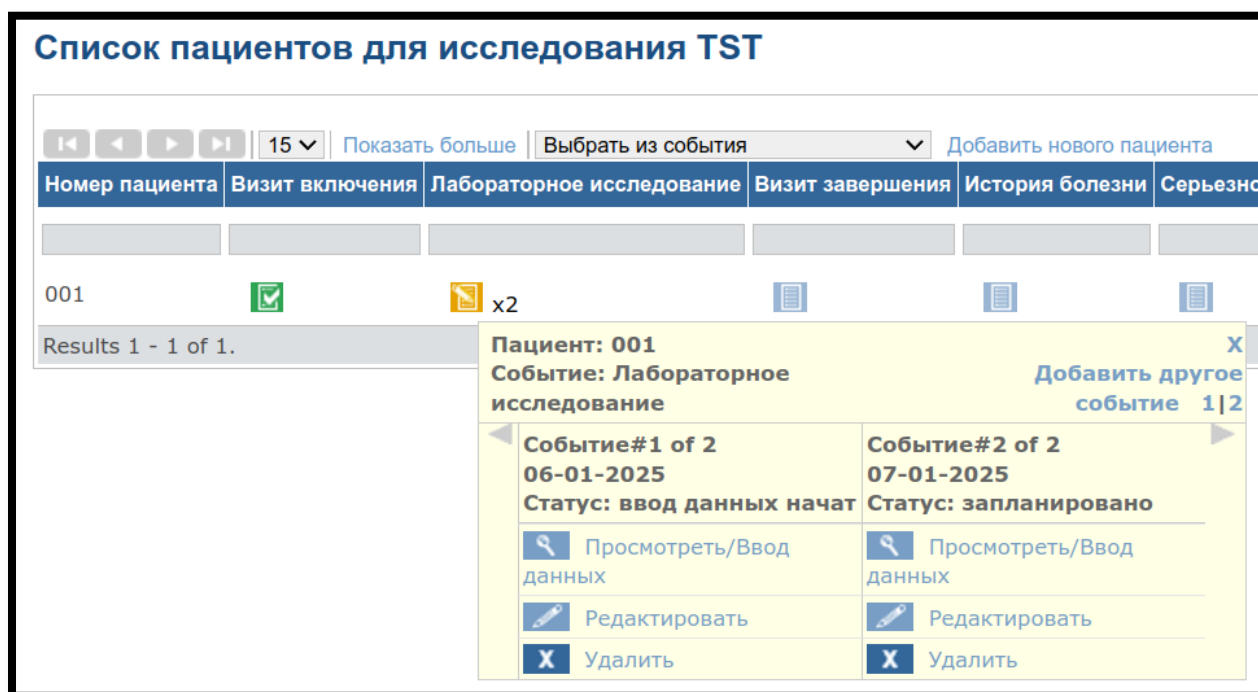 Список пациентов для исследования TST
15 Показать больше Выбрать из события Добавить нового пациента
Номер пациента Визит включения Лабораторное исследование Визит завершения История болезни Серьезно
001 x2
Results 1 - 1 of 1.
Пациент: 001 X
Событие: Лабораторное Добавить другое
исследование событие 1|2
Событие#1 of 2 Событие#2 of 2
06-01-2025 07-01-2025
Статус: ввод данных начат Статус: запланировано
Просмотреть/Ввод Просмотреть/Ввод
данных данных
Редактировать Редактировать
X Удалить X Удалить